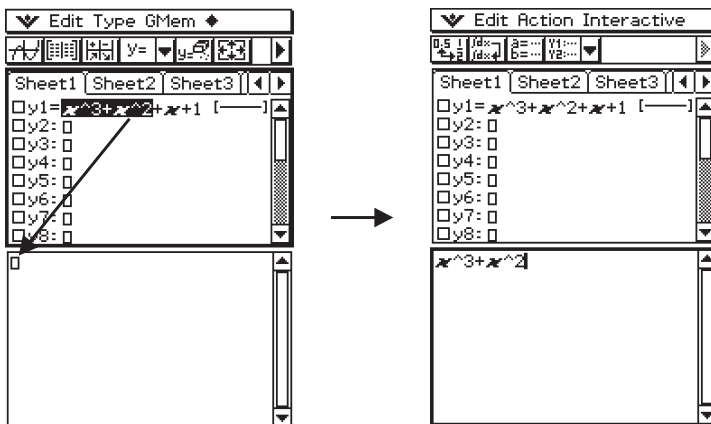 Edit Type GMem
y=
Sheet1 Sheet2 Sheet3
y1=x^3+x^2+x+1 [—]
y2:
y3:
y4:
y5:
y6:
y7:
y8:
Edit Action Interactive
Sheet1 Sheet2 Sheet3
y1=x^3+x^2+x+1 [—]
y2:
y3:
y4:
y5:
y6:
y7:
y8:
x^3+x^2